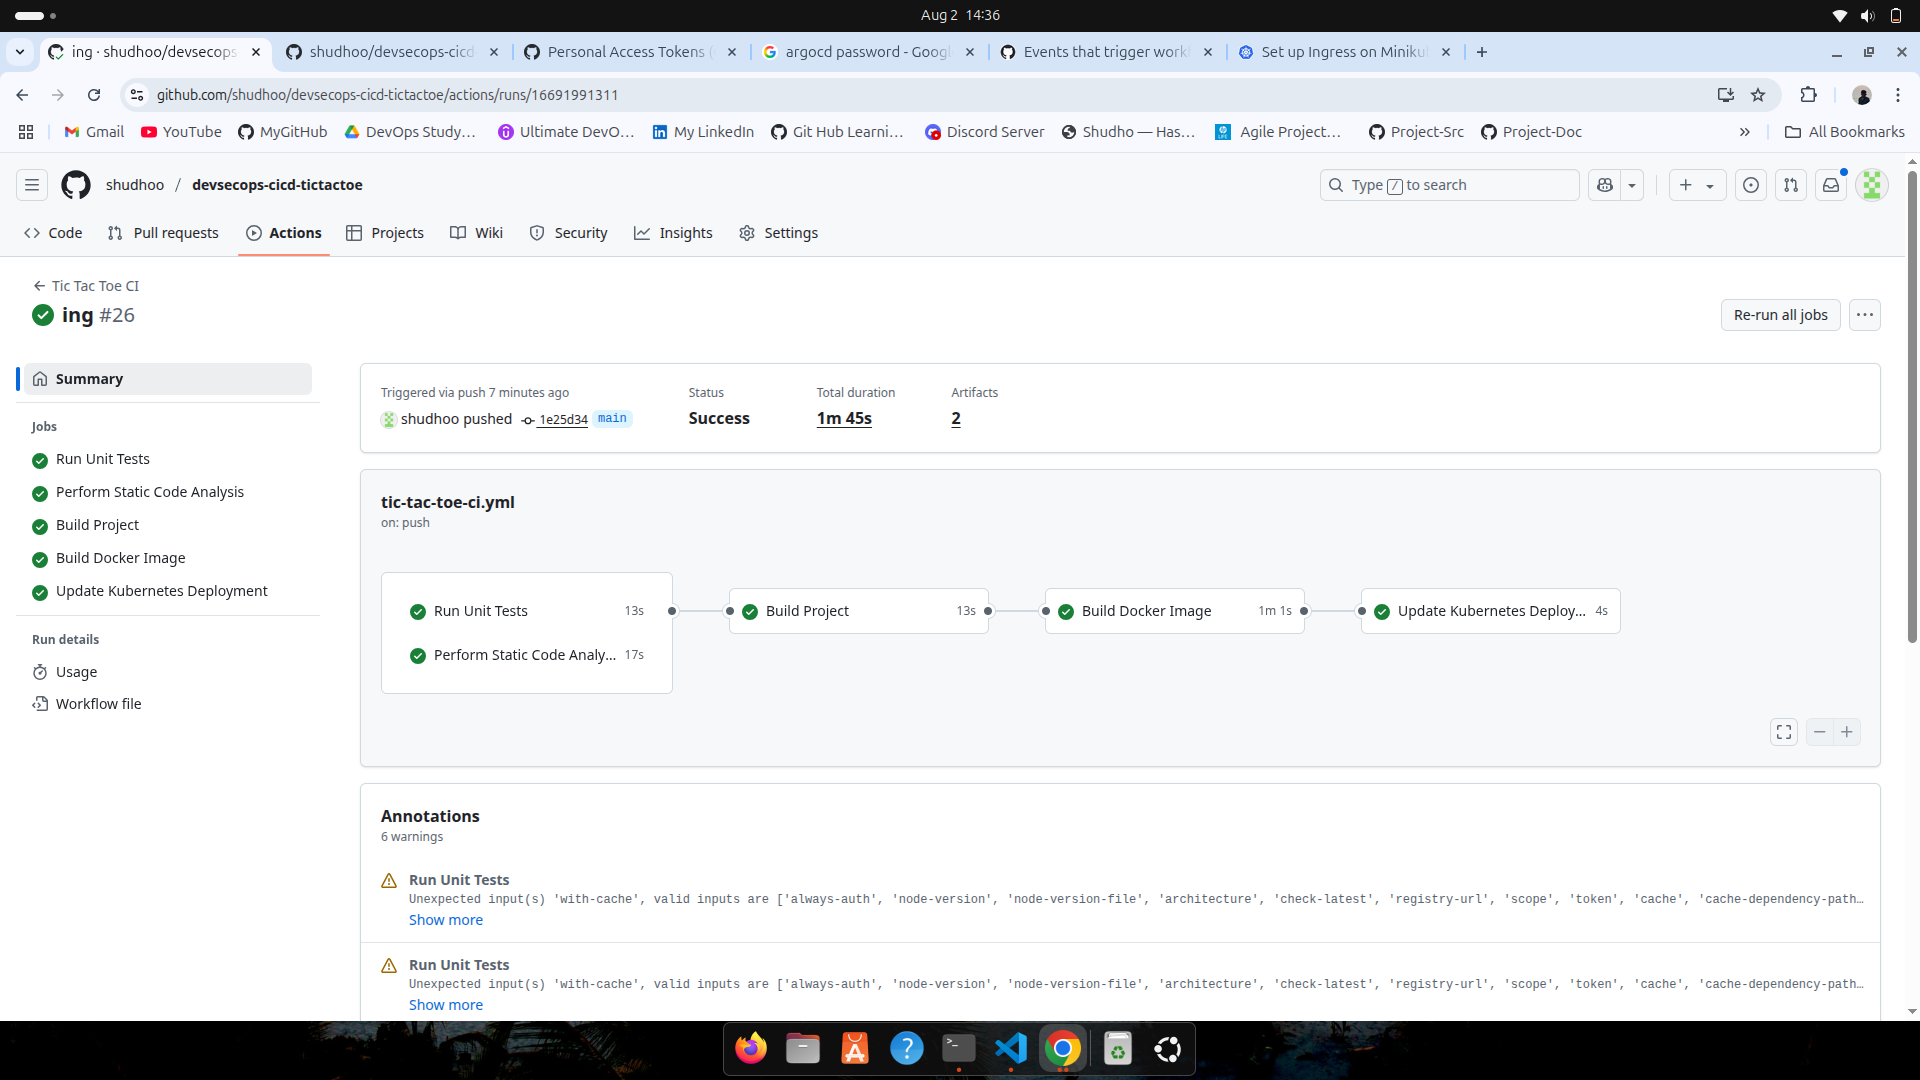 Aug 2 14:36
ing · shudhoo/devsecops
shudhoo/devsecops-cicd
Personal Access Tokens (
argocd password - Googl
Events that trigger work
Set up Ingress on Miniku
github.com/shudhoo/devsecops-cicd-tictactoe/actions/runs/16691991311
Gmail
YouTube
MyGitHub
DevOps Study...
Ultimate DevO...
My LinkedIn
Git Hub Learni...
Discord Server
Shudho — Has...
Agile Project...
Project-Src
Project-Doc
All Bookmarks
shudhoo / devsecops-cicd-tictactoe
Type / to search
Code
Pull requests
Actions
Projects
Wiki
Security
Insights
Settings
Tic Tac Toe CI
ing #26
Re-run all jobs
Summary
Jobs
Run Unit Tests
Perform Static Code Analysis
Build Project
Build Docker Image
Update Kubernetes Deployment
Run details
Usage
Workflow file
Triggered via push 7 minutes ago
shudhoo pushed 1e25d34 main
Status
Success
Total duration
1m 45s
Artifacts
2
tic-tac-toe-ci.yml
on: push
Run Unit Tests 13s
Perform Static Code Analy... 17s
Build Project 13s
Build Docker Image 1m 1s
Update Kubernetes Deploy... 4s
Annotations
6 warnings
Run Unit Tests
Unexpected input(s) 'with-cache', valid inputs are ['always-auth', 'node-version', 'node-version-file', 'architecture', 'check-latest', 'registry-url', 'scope', 'token', 'cache', 'cache-dependency-path…
Show more
Run Unit Tests
Unexpected input(s) 'with-cache', valid inputs are ['always-auth', 'node-version', 'node-version-file', 'architecture', 'check-latest', 'registry-url', 'scope', 'token', 'cache', 'cache-dependency-path…
Show more